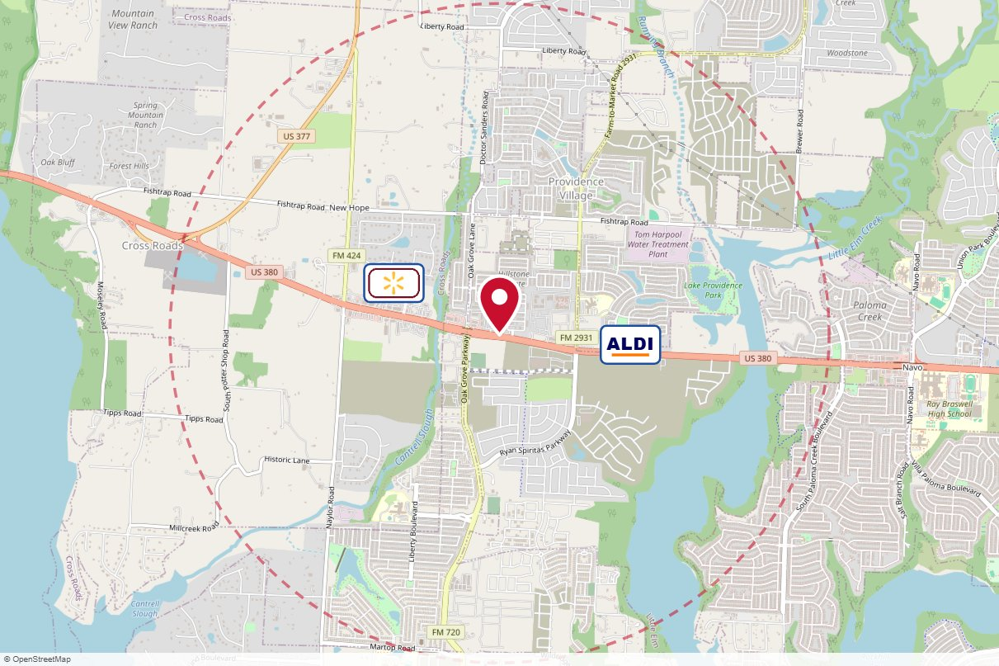 Mountain
View Ranch
Cross Roads
Liberty Road
Liberty Road
Running Branch
Farm-to-Market Road 2931
Creek
Woodstone
Spring
Mountain
Ranch
US 377
Doctor Sanders Road
Brewer Road
Oak Bluff
Forest Hills
Providence
Village
Fishtrap Road
Fishtrap Road
New Hope
Fishtrap Road
Little Elm Creek
Union Park Boulevard
Cross Roads
FM 424
Oak Grove Lane
Cross Roads
Tom Harpool
Water Treatment
Plant
US 380
Hillstone
Lake Providence
Park
Navo Road
Moseley Road
Paloma
Creek
South Potter Shop Road
Oak Grove Parkway
FM 2931
ALDI
US 380
Navo
Ray Braswell
High School
Navo Road
Tipps Road
Tipps Road
Cantrell Slough
Ryan Spiritas Parkway
Historic Lane
South Paloma Creek Boulevard
Villa Paloma Boulevard
Salt Branch Road
Naylor Road
Liberty Boulevard
Millcreek Road
Cross Roads
Cantrell
Slough
FM 720
Little Elm
Martop Road
© OpenStreetMap